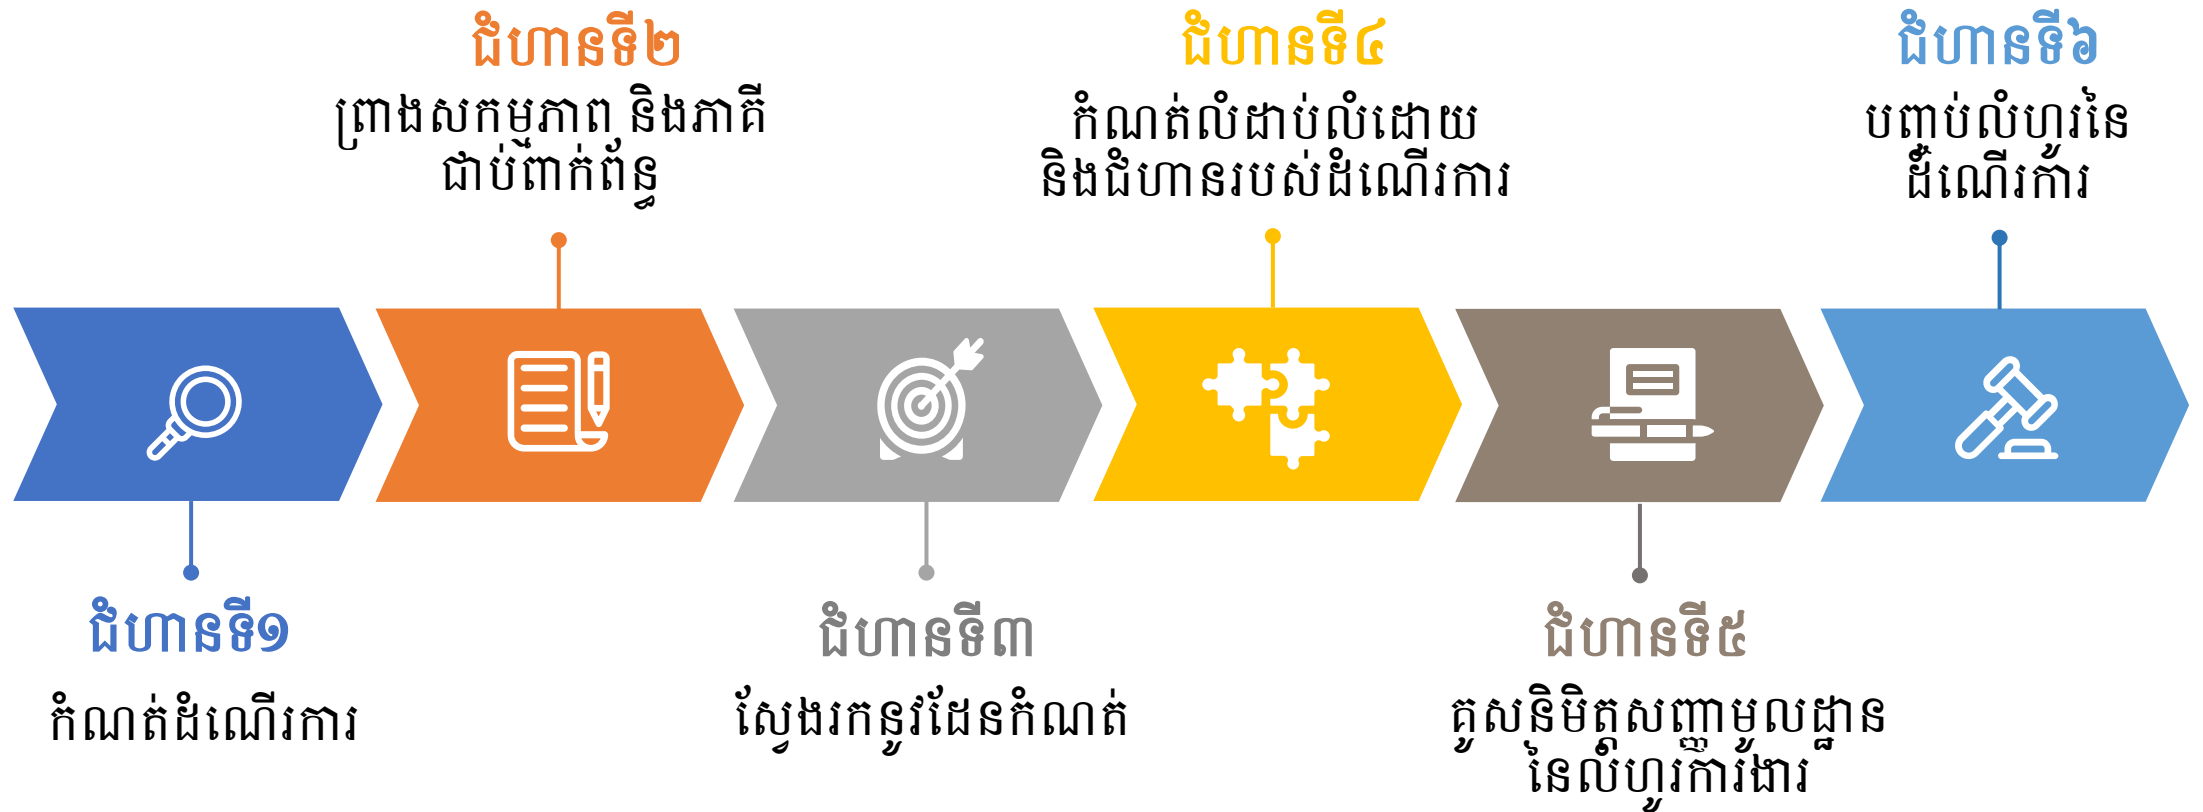 ជំហានទី១
កំណត់ដំណើរការ
ជំហានទី២
ព្រាងសកម្មភាព និងភាគី
ជាប់ពាក់ព័ន្ធ
ជំហានទី៣
ស្វែងរកនូវដែនកំណត់
ជំហានទី៤
កំណត់លំដាប់លំដោយ
និងជំហានរបស់ដំណើរការ
ជំហានទី៥
គូសនិមិត្តសញ្ញាមូលដ្ឋាន
នៃលំហូរការងារ
ជំហានទី៦
បញ្ចប់លំហូរនៃ
ដំណើរការ